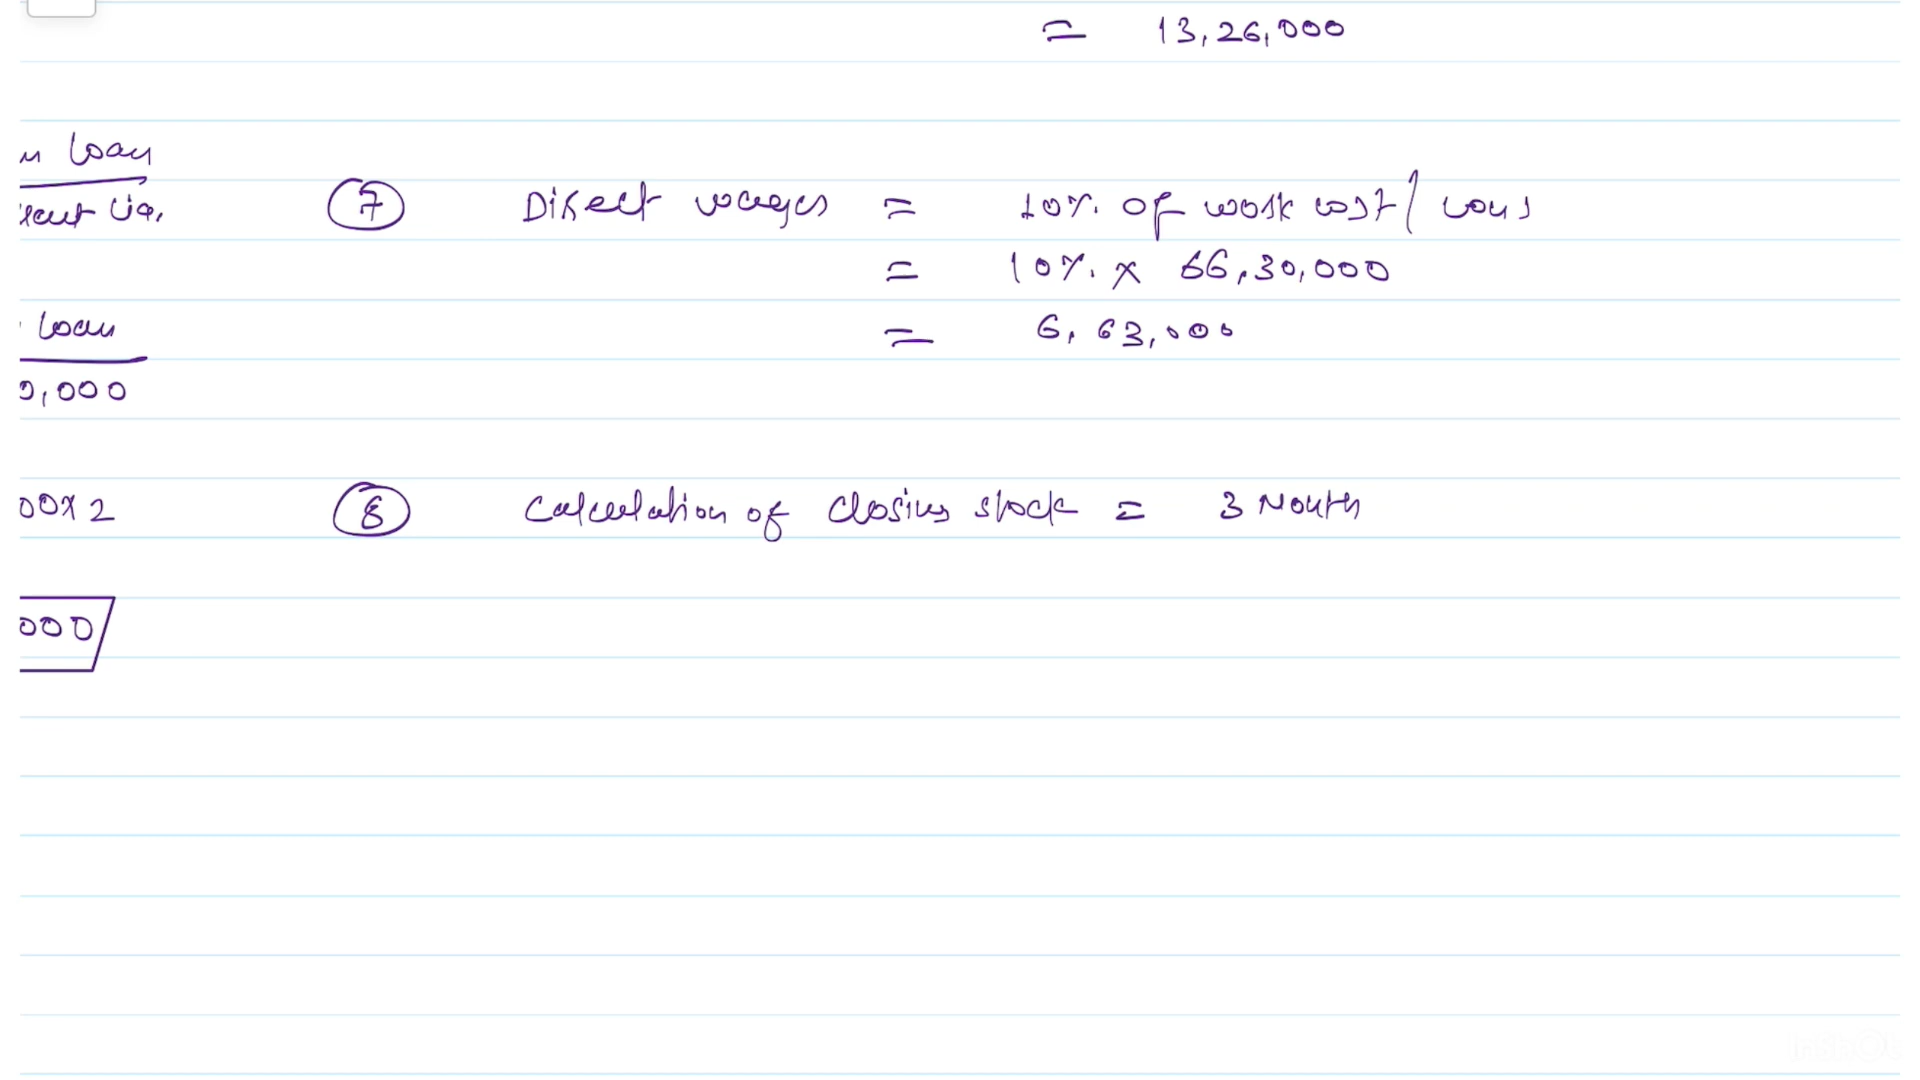 = 13,26,000
loan
7 Direct wages = 10% of work cost /
= 10% x 66,30,000
loan
= 6,63,000
0,000
00x2 8 Calculation of closing stock = 3 Month
000